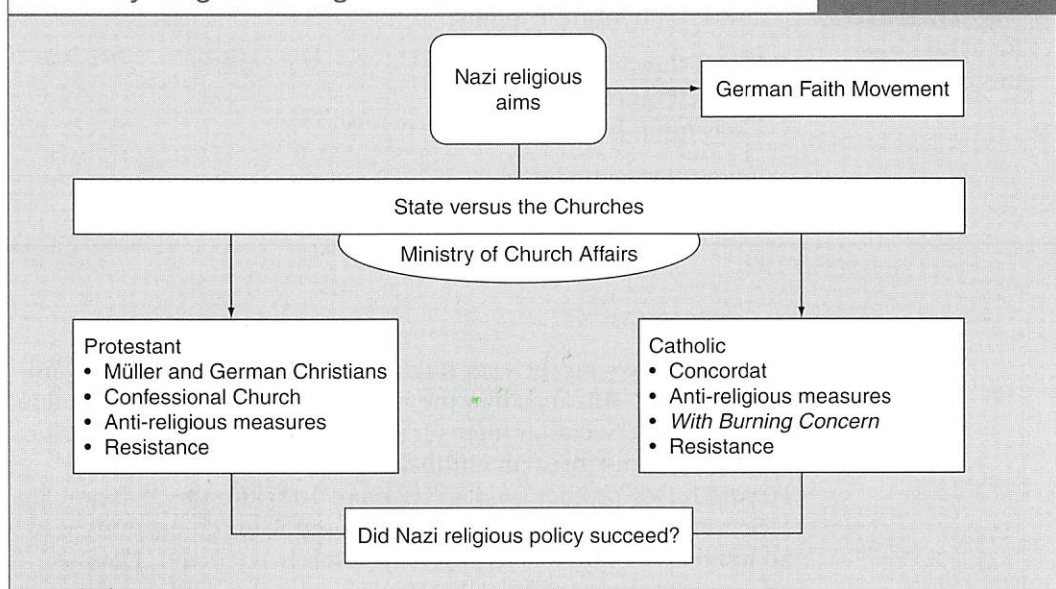 Nazi religious
aims
German Faith Movement
State versus the Churches
Ministry of Church Affairs
Protestant
• Müller and German Christians
• Confessional Church
• Anti-religious measures
• Resistance
Catholic
• Concordat
• Anti-religious measures
• With Burning Concern
• Resistance
Did Nazi religious policy succeed?